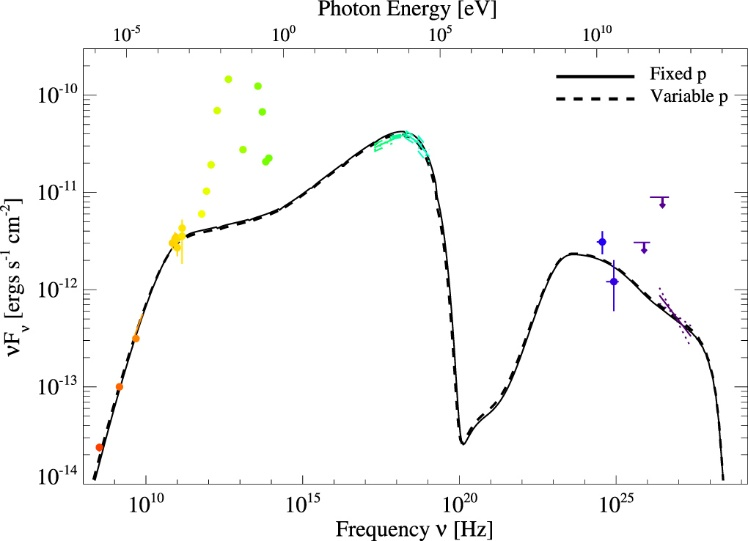 Photon Energy [eV]
10⁻⁵ 10⁰ 10⁵ 10¹⁰
Fixed p
Variable p
10⁻¹⁰
10⁻¹¹
10⁻¹²
10⁻¹³
10⁻¹⁴
νFν [ergs s⁻¹ cm⁻²]
10¹⁰ 10¹⁵ 10²⁰ 10²⁵
Frequency ν [Hz]